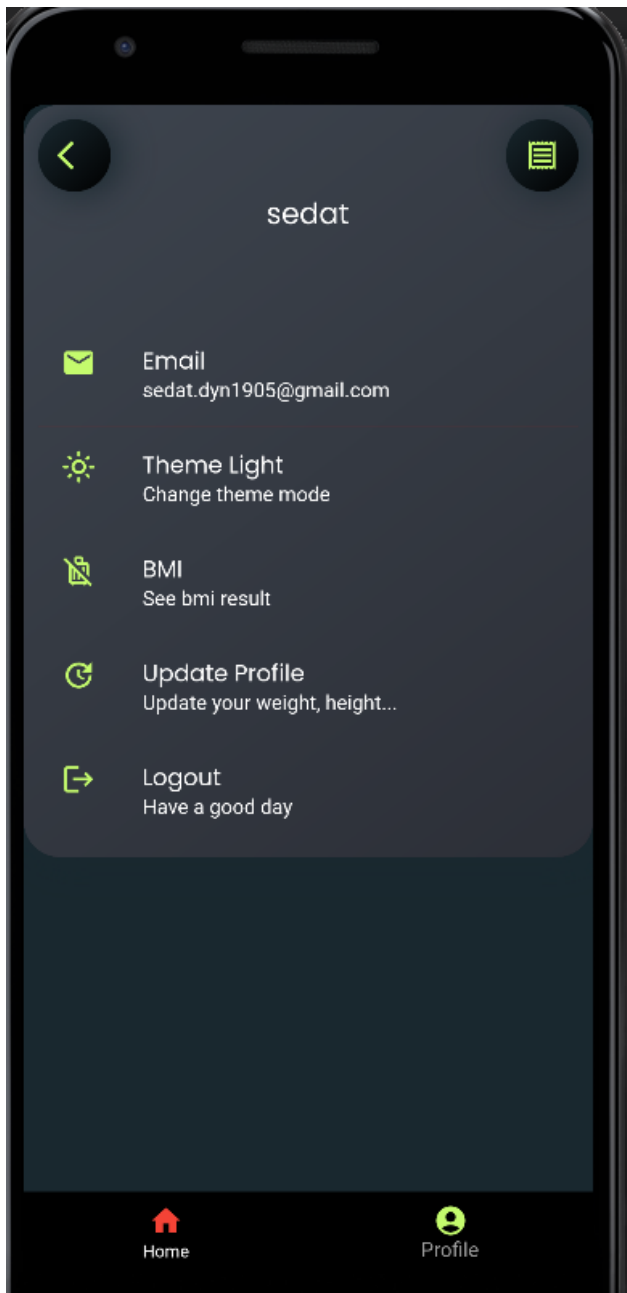 sedat
Email
sedat.dyn1905@gmail.com
Theme Light
Change theme mode
BMI
See bmi result
Update Profile
Update your weight, height...
Logout
Have a good day
Home
Profile